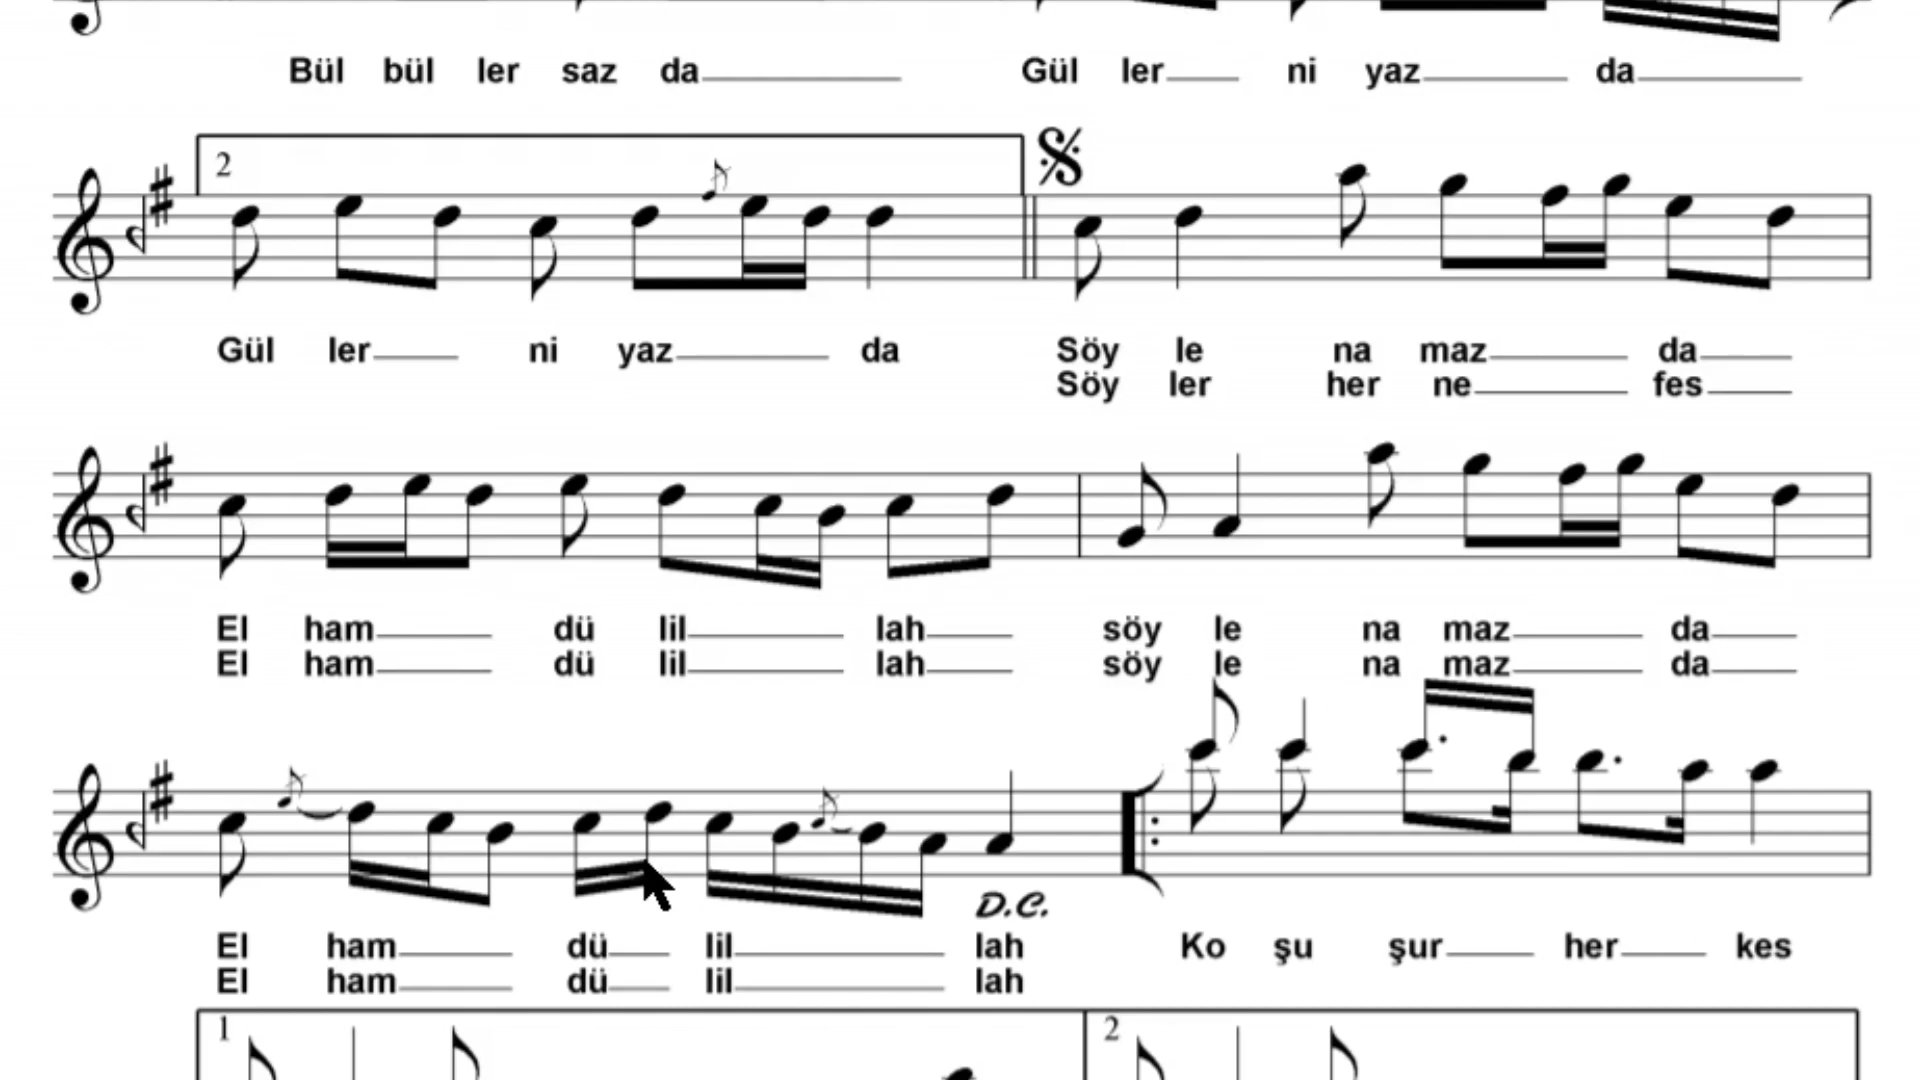 Bül bül ler saz da Gül ler ni yaz da
2
Gül ler ni yaz da Söy le na maz da
Söy ler her ne fes
El ham dü lil lah söy le na maz da
El ham dü lil lah söy le na maz da
D.C.
El ham dü lil lah Ko şu şur her kes
El ham dü lil lah
1 2